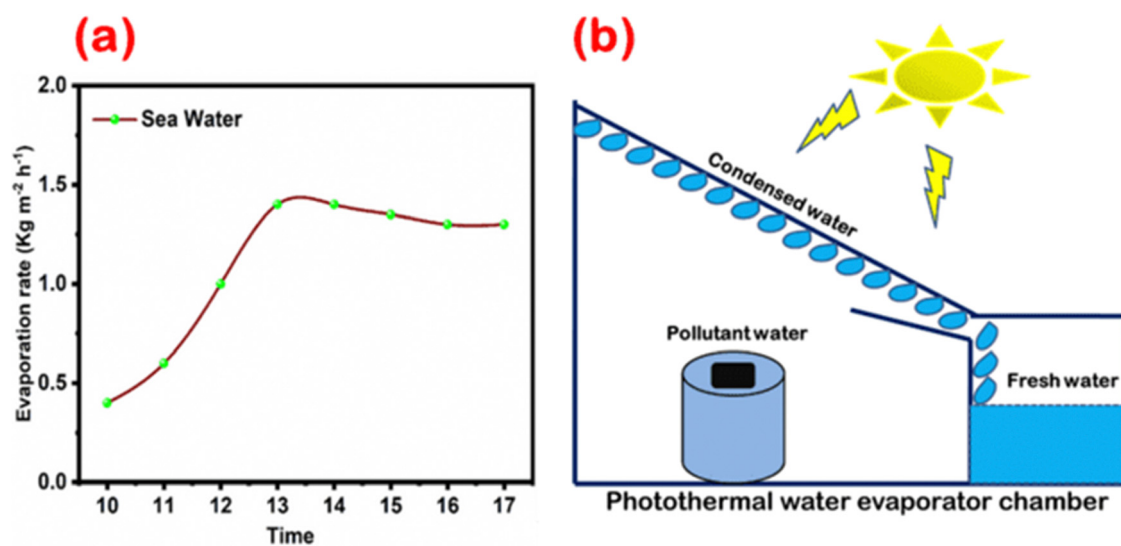 (a)
2.0
1.5
1.0
0.5
0.0
Evaporation rate (Kg m⁻² h⁻¹)
Sea Water
10 11 12 13 14 15 16 17
Time
(b)
Condensed water
Pollutant water
Fresh water
Photothermal water evaporator chamber